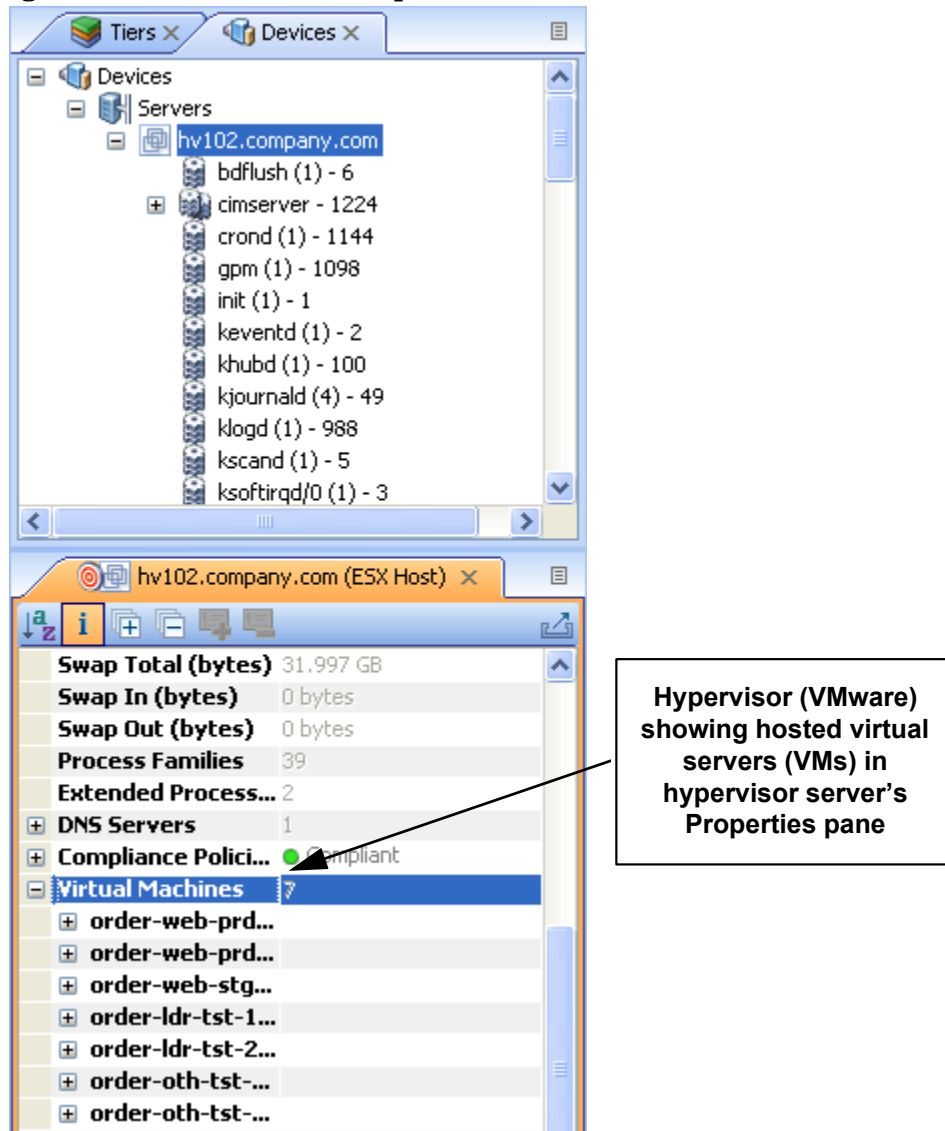 Tiers
Devices
Devices
Servers
hv102.company.com
bdflush (1) - 6
cimserver - 1224
crond (1) - 1144
gpm (1) - 1098
init (1) - 1
keventd (1) - 2
khubd (1) - 100
kjournald (4) - 49
klogd (1) - 988
kscand (1) - 5
ksoftirqd/0 (1) - 3
hv102.company.com (ESX Host)
Swap Total (bytes) 31.997 GB
Swap In (bytes) 0 bytes
Swap Out (bytes) 0 bytes
Process Families 39
Extended Process... 2
DNS Servers 1
Compliance Polici... Compliant
Virtual Machines 7
order-web-prd...
order-web-prd...
order-web-stg...
order-ldr-tst-1...
order-ldr-tst-2...
order-oth-tst-...
order-oth-tst-...
Hypervisor (VMware)
showing hosted virtual
servers (VMs) in
hypervisor server's
Properties pane